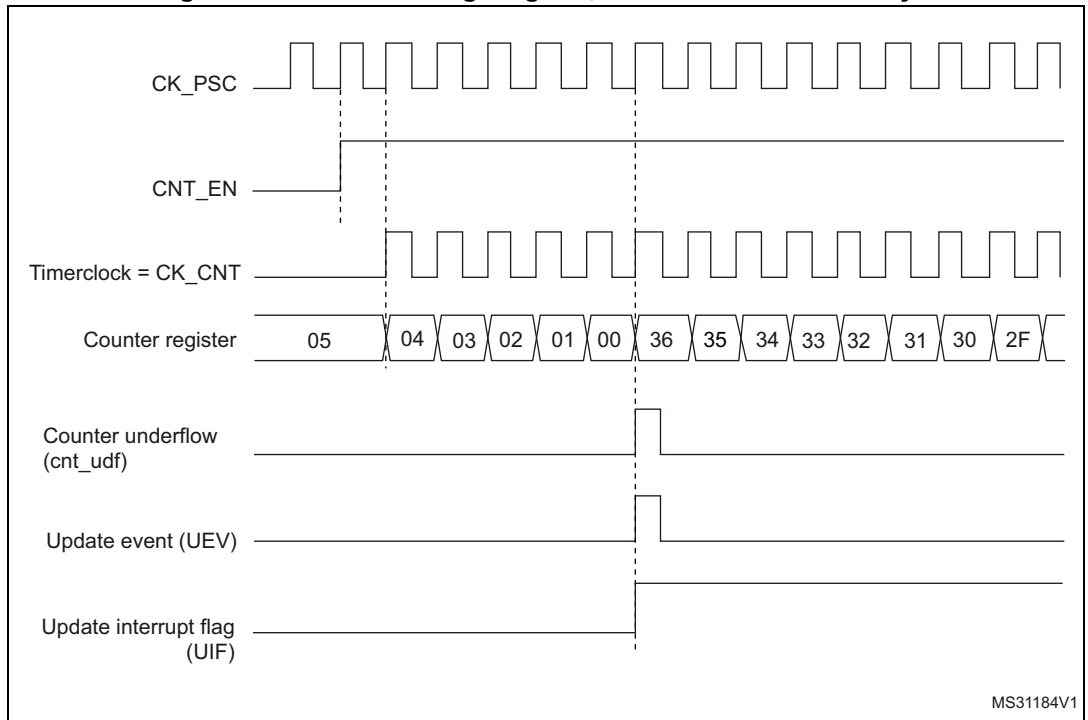 CK_PSC
CNT_EN
Timerclock = CK_CNT
Counter register 05 04 03 02 01 00 36 35 34 33 32 31 30 2F
Counter underflow
(cnt_udf)
Update event (UEV)
Update interrupt flag
(UIF)
MS31184V1